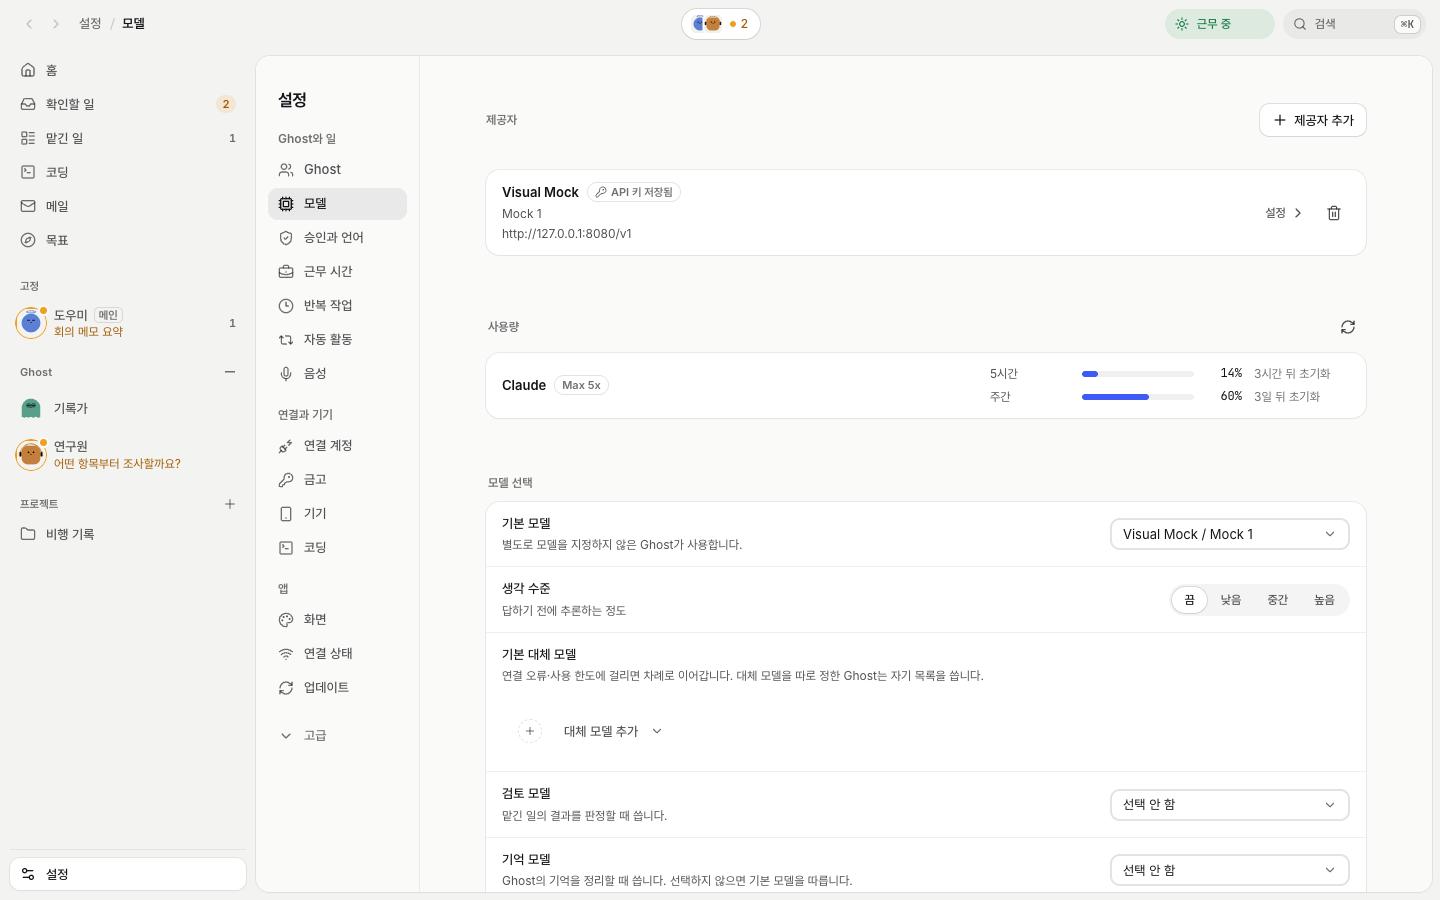 설정 / 모델
2
근무 중
검색
⌘K
홈
확인할 일
2
맡긴 일
1
코딩
메일
목표
고정
도우미 메인
회의 메모 요약
1
Ghost
기록가
연구원
어떤 항목부터 조사할까요?
프로젝트
비행 기록
설정
설정
Ghost와 일
Ghost
모델
승인과 언어
근무 시간
반복 작업
자동 활동
음성
연결과 기기
연결 계정
금고
기기
코딩
앱
화면
연결 상태
업데이트
고급
제공자
제공자 추가
Visual Mock API 키 저장됨
Mock 1
http://127.0.0.1:8080/v1
설정
사용량
Claude Max 5x
5시간 14% 3시간 뒤 초기화
주간 60% 3일 뒤 초기화
모델 선택
기본 모델
별도로 모델을 지정하지 않은 Ghost가 사용합니다.
Visual Mock / Mock 1
생각 수준
답하기 전에 추론하는 정도
끔 낮음 중간 높음
기본 대체 모델
연결 오류·사용 한도에 걸리면 차례로 이어갑니다. 대체 모델을 따로 정한 Ghost는 자기 목록을 씁니다.
대체 모델 추가
검토 모델
맡긴 일의 결과를 판정할 때 씁니다.
선택 안 함
기억 모델
Ghost의 기억을 정리할 때 씁니다. 선택하지 않으면 기본 모델을 따릅니다.
선택 안 함